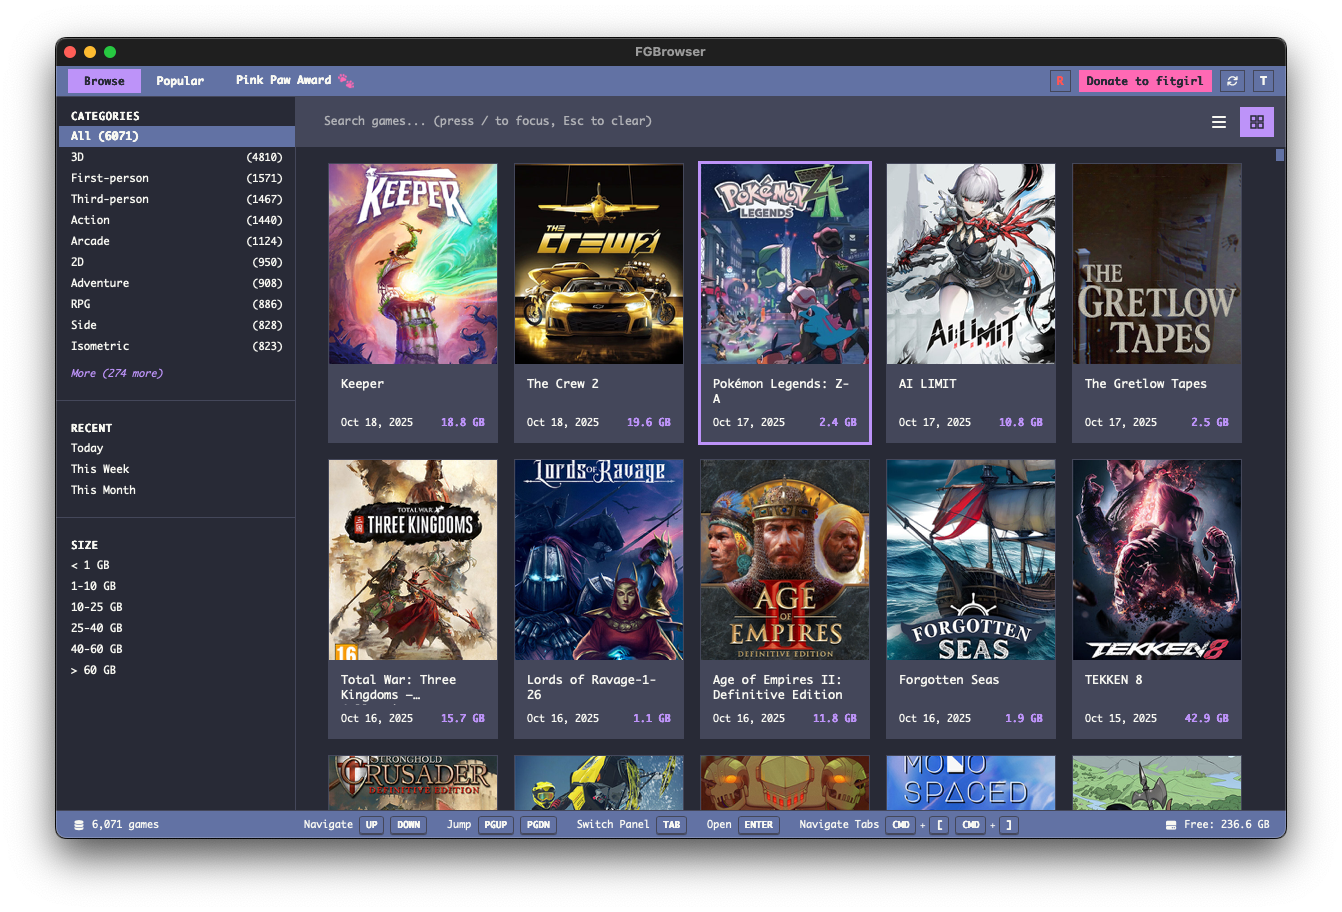 FGBrowser
Browse
Popular
Pink Paw Award
R
Donate to fitgirl
T
CATEGORIES
All (6071)
3D (4810)
First-person (1571)
Third-person (1467)
Action (1440)
Arcade (1124)
2D (950)
Adventure (908)
RPG (886)
Side (828)
Isometric (823)
More (274 more)
RECENT
Today
This Week
This Month
SIZE
< 1 GB
1-10 GB
10-25 GB
25-40 GB
40-60 GB
> 60 GB
Search games... (press / to focus, Esc to clear)
KEEPER
Keeper
Oct 18, 2025 18.8 GB
THE
CREW 2
The Crew 2
Oct 18, 2025 19.6 GB
POKÉMON
LEGENDS
ZA
Pokémon Legends: Z-
A
Oct 17, 2025 2.4 GB
AI LIMIT
AI LIMIT
Oct 17, 2025 10.8 GB
THE
GRETLOW
TAPES
The Gretlow Tapes
Oct 17, 2025 2.5 GB
TOTAL WAR
THREE KINGDOMS
16
Total War: Three
Kingdoms –…
Oct 16, 2025 15.7 GB
Lords OF Ravage
Lords of Ravage-1-
26
Oct 16, 2025 1.1 GB
AGE
OF
EMPIRES
II
DEFINITIVE EDITION
Age of Empires II:
Definitive Edition
Oct 16, 2025 11.8 GB
FORGOTTEN
SEAS
Forgotten Seas
Oct 16, 2025 1.9 GB
TEKKEN 8
TEKKEN 8
Oct 15, 2025 42.9 GB
STRONGHOLD
CRUSADER
DEFINITIVE EDITION
MONO
SPACED
6,071 games
Navigate UP DOWN
Jump PGUP PGDN
Switch Panel TAB
Open ENTER
Navigate Tabs CMD + [ CMD + ]
Free: 236.6 GB